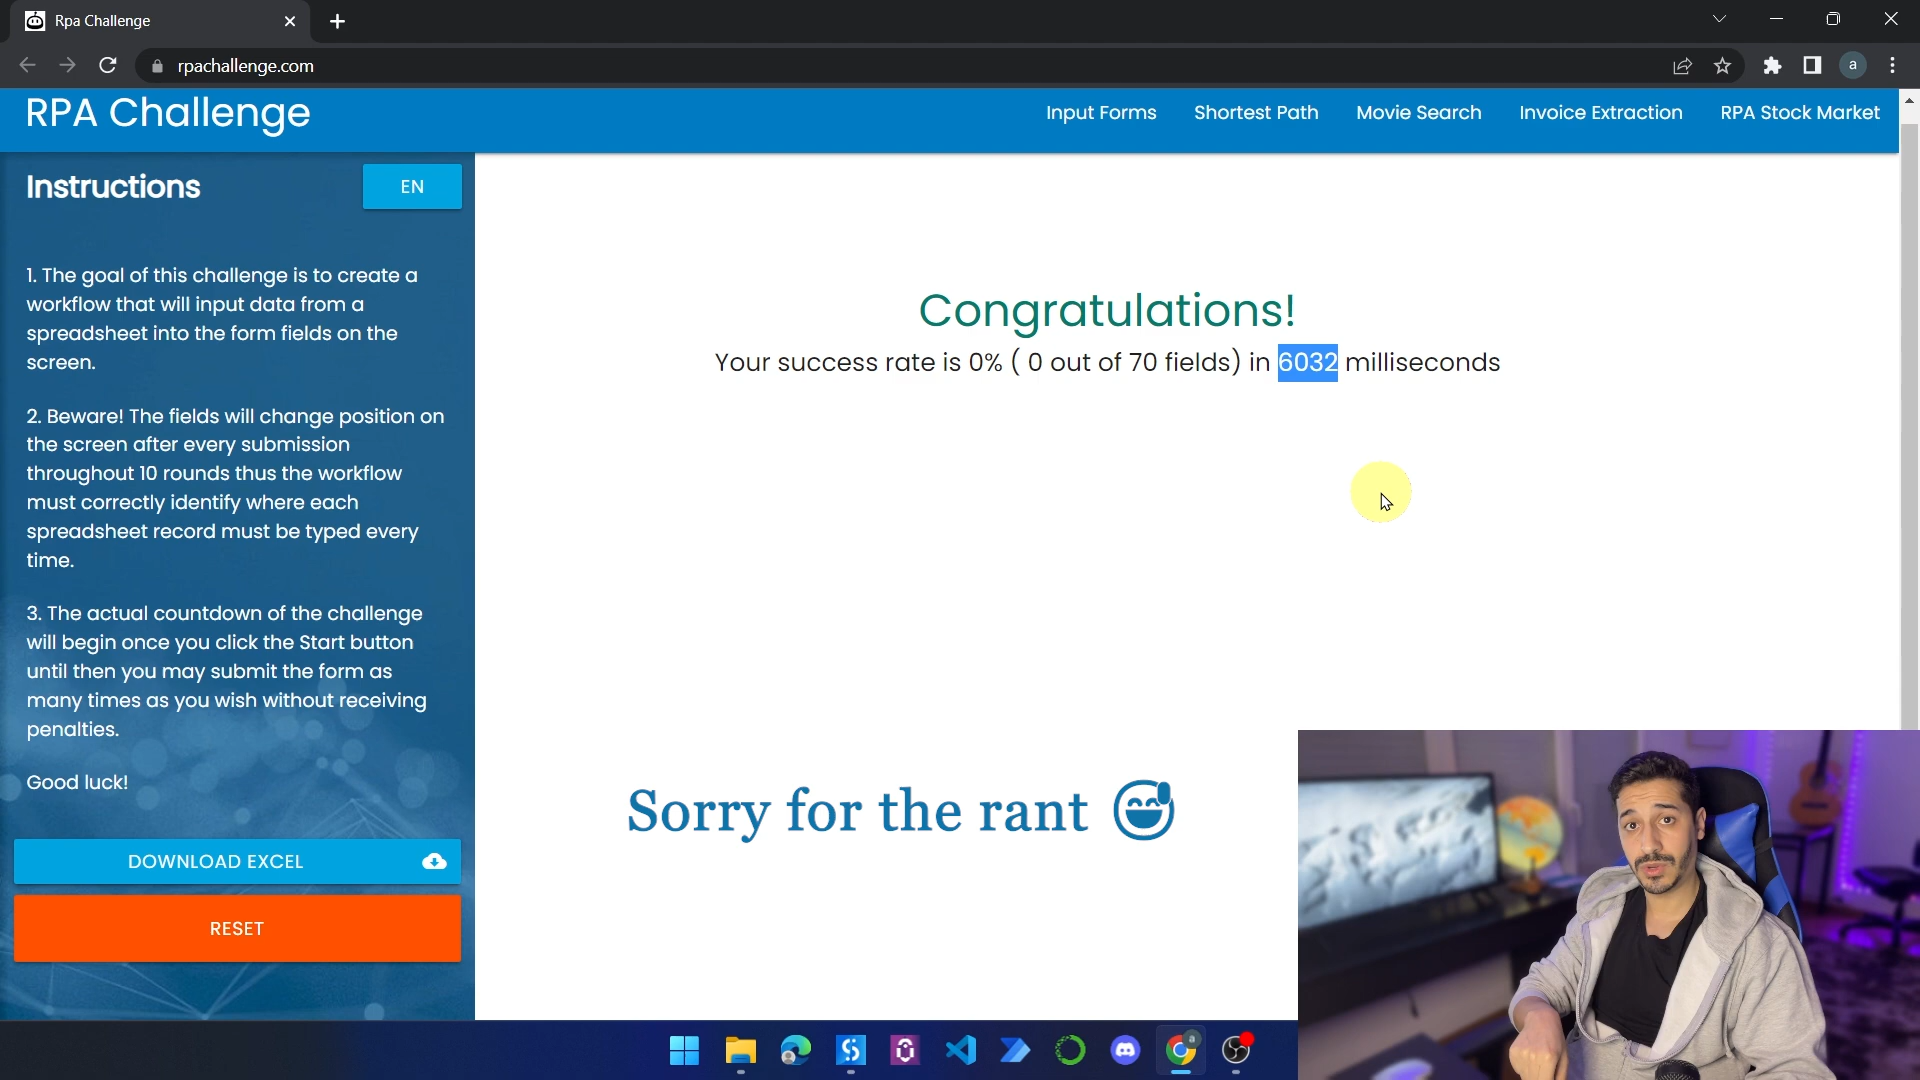 Rpa Challenge
rpachallenge.com
a
RPA Challenge
Input Forms
Shortest Path
Movie Search
Invoice Extraction
RPA Stock Market
Instructions
EN
1. The goal of this challenge is to create a
workflow that will input data from a
spreadsheet into the form fields on the
screen.
2. Beware! The fields will change position on
the screen after every submission
throughout 10 rounds thus the workflow
must correctly identify where each
spreadsheet record must be typed every
time.
3. The actual countdown of the challenge
will begin once you click the Start button
until then you may submit the form as
many times as you wish without receiving
penalties.
Good luck!
DOWNLOAD EXCEL
RESET
Congratulations!
Your success rate is 0% ( 0 out of 70 fields) in 6032 milliseconds
Sorry for the rant